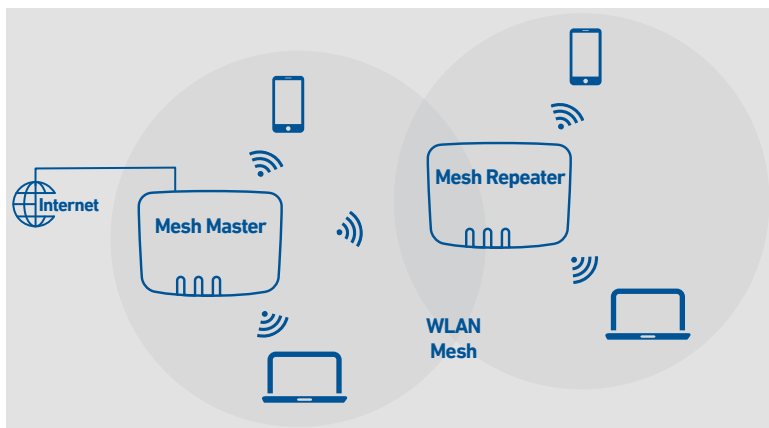 Internet
Mesh Master
Mesh Repeater
WLAN
Mesh